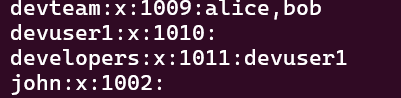 devteam:x:1009:alice,bob
devuser1:x:1010:
developers:x:1011:devuser1
john:x:1002: